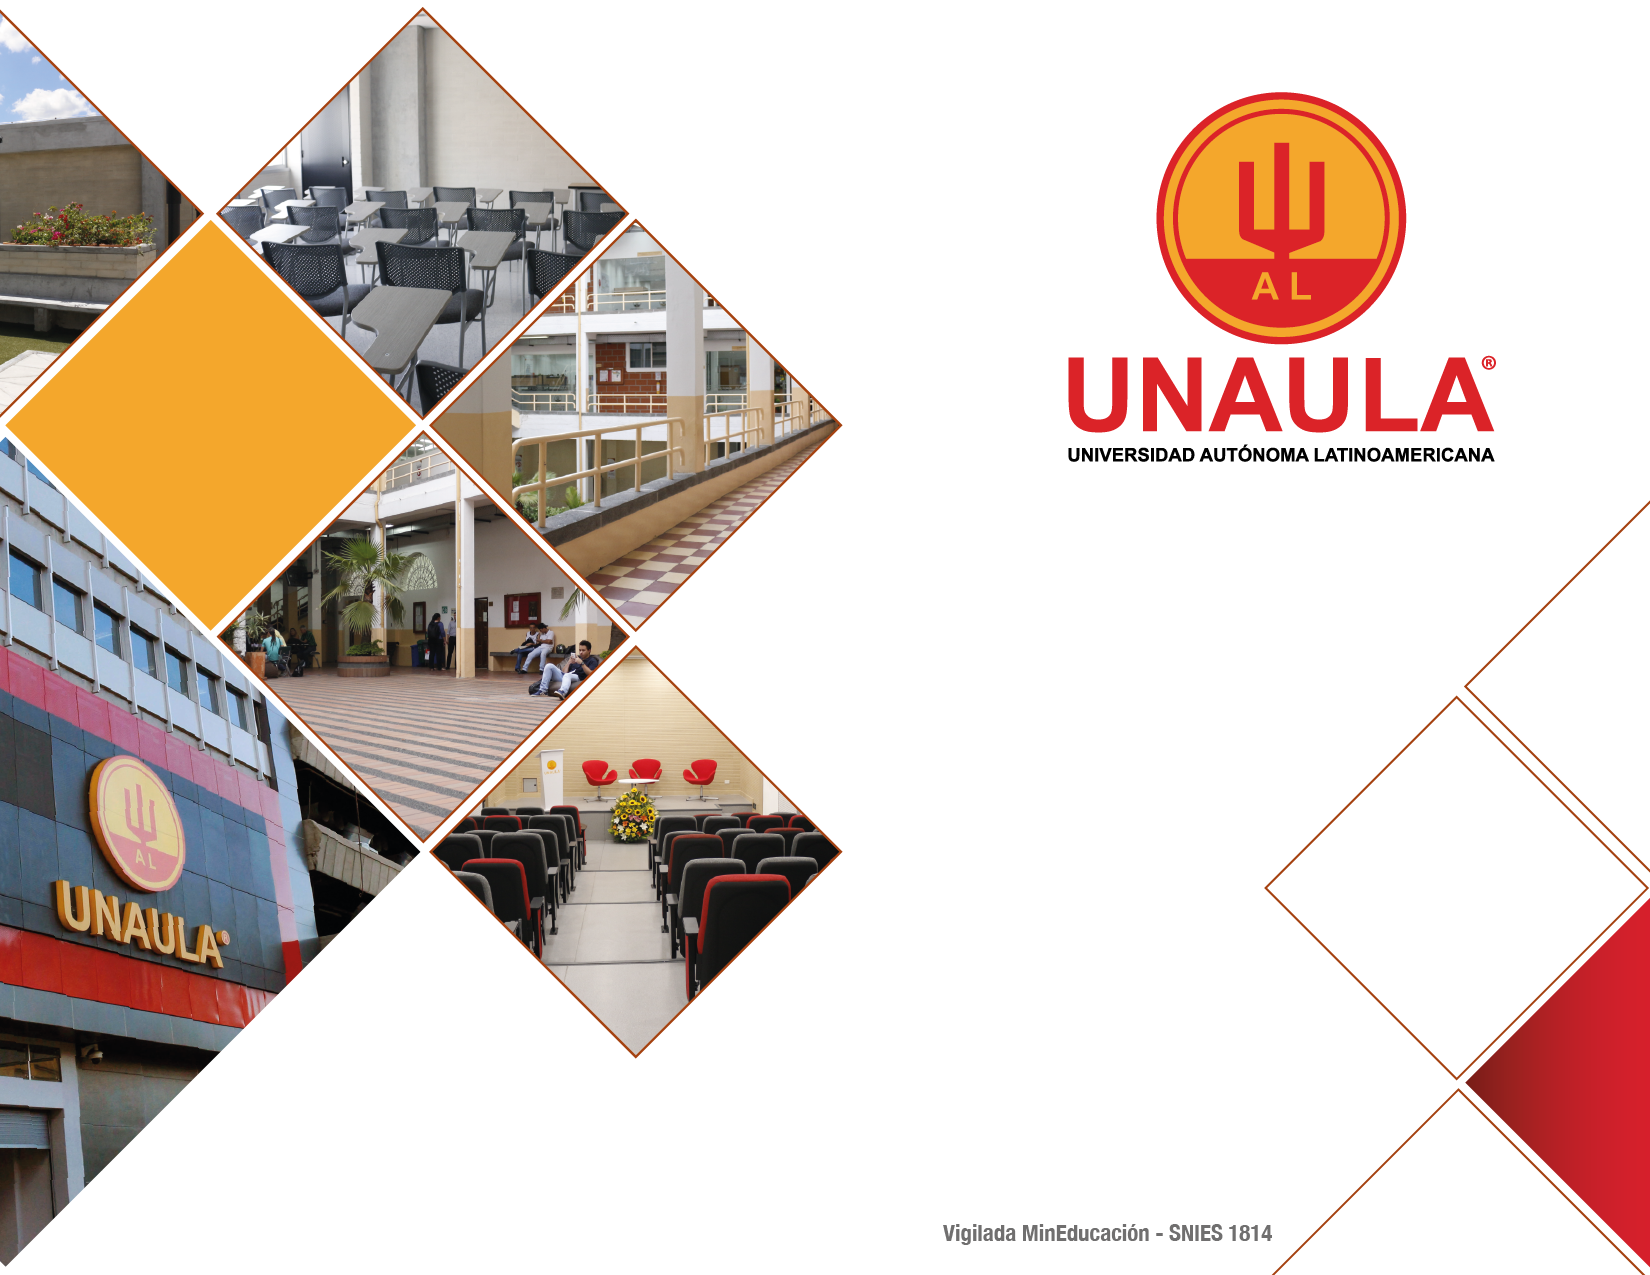 AL
UNAULA®
UNIVERSIDAD AUTÓNOMA LATINOAMERICANA
AL
UNAULA®
Vigilada MinEducación - SNIES 1814